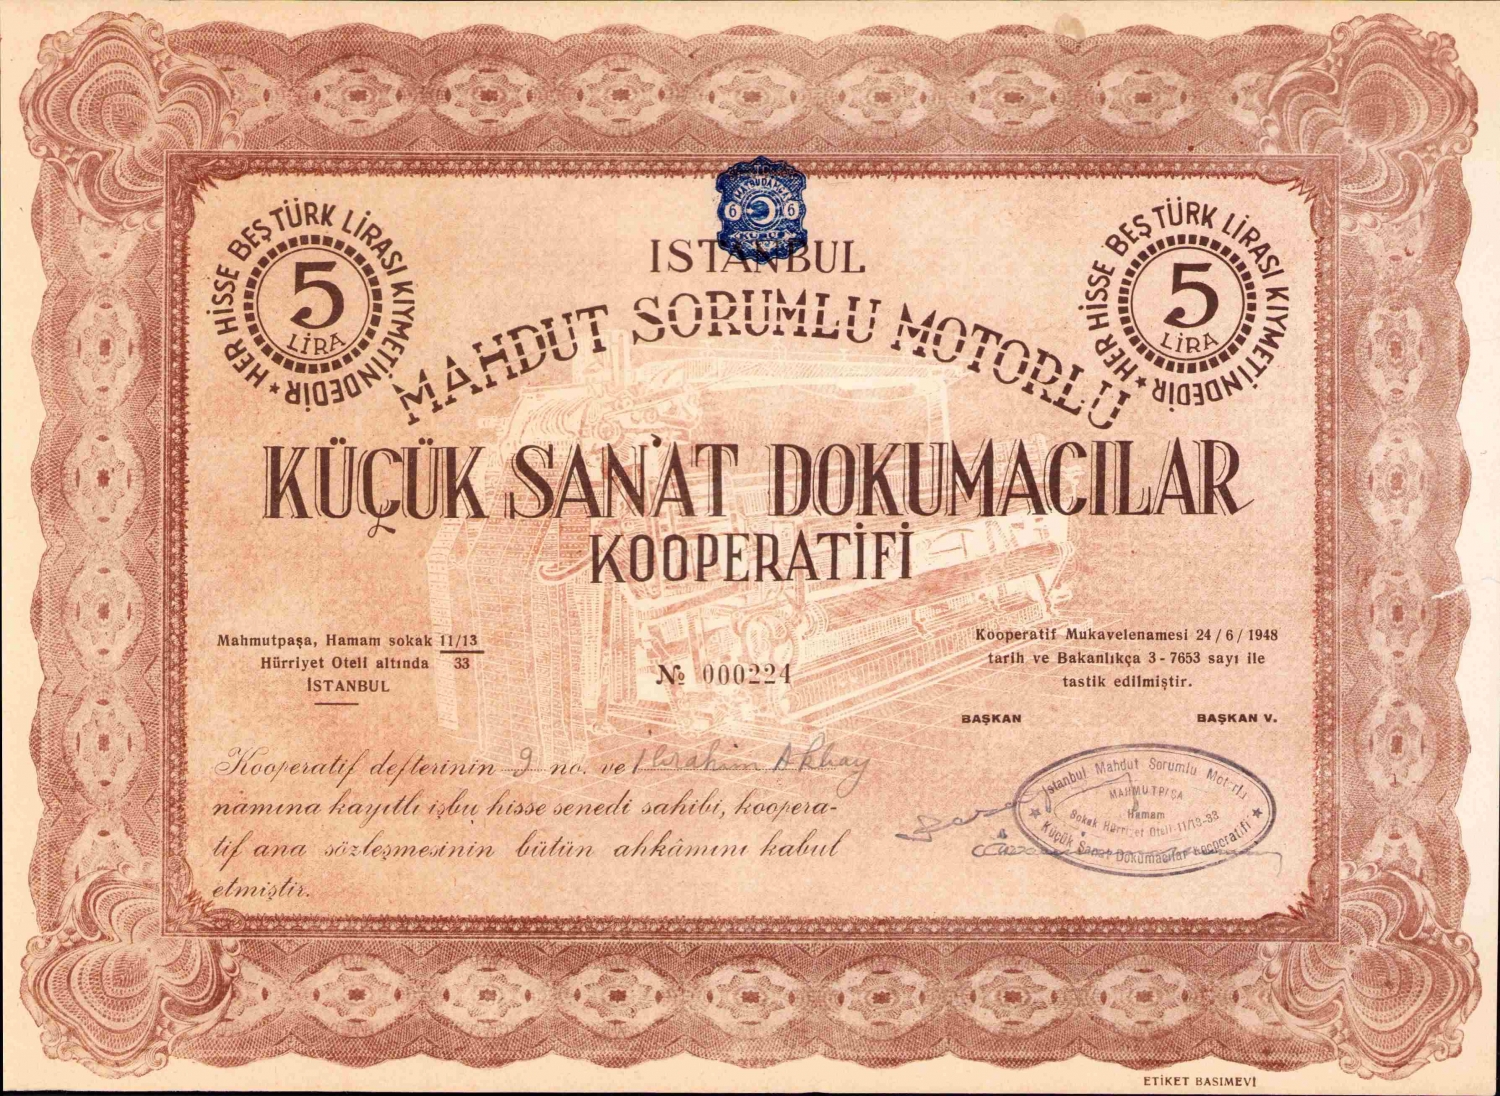 HER HİSSE BEŞ TÜRK LİRASI KIYMETİNDEDİR
5
LİRA
HER HİSSE BEŞ TÜRK LİRASI KIYMETİNDEDİR
5
LİRA
6 6
ISTANBUL
MAHDUT SORUMLU MOTORLU
KÜÇÜK SAN'AT DOKUMACILAR
KOOPERATİFİ
Mahmutpaşa, Hamam sokak 11/13
Hürriyet Oteli altında 33
İSTANBUL
№ 000224
Kooperatif Mukavelenamesi 24/6/1948
tarih ve Bakanlıkça 3-7653 sayı ile
tastik edilmiştir.
BAŞKAN BAŞKAN V.
Kooperatif defterinin 9 no. ve İbrahim Akbay
namına kayıtlı işbu hisse senedi sahibi, koopera-
tif ana sözleşmesinin bütün ahkâmını kabul
etmiştir.
Istanbul Mahdut Sorumlu Motorlu
MAHMUTPAŞA
Hamam
Sokak Hürriyet Oteli 11/13-33
Küçük Sanat Dokumacılar Kooperatifi
ETİKET BASIMEVİ